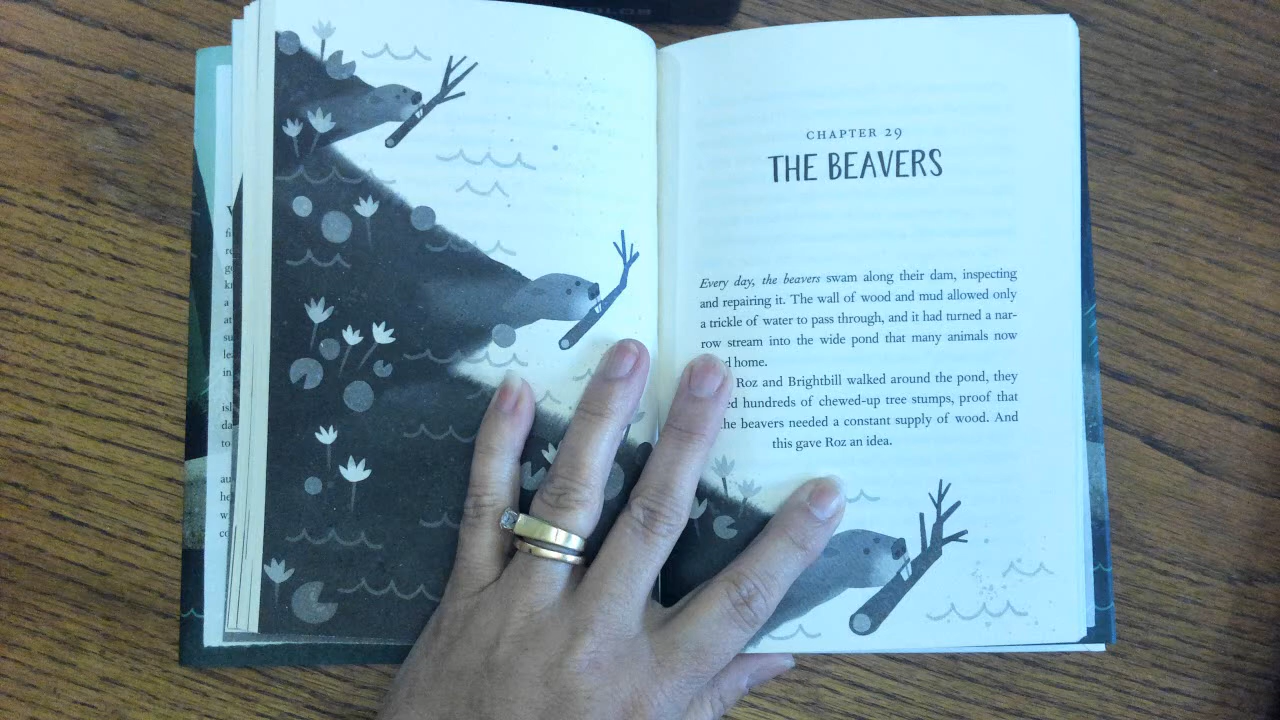 CHAPTER 29
THE BEAVERS
Every day, the beavers swam along their dam, inspecting
and repairing it. The wall of wood and mud allowed only
a trickle of water to pass through, and it had turned a nar-
row stream into the wide pond that many animals now
home.
Roz and Brightbill walked around the pond, they
hundreds of chewed-up tree stumps, proof that
the beavers needed a constant supply of wood. And
this gave Roz an idea.